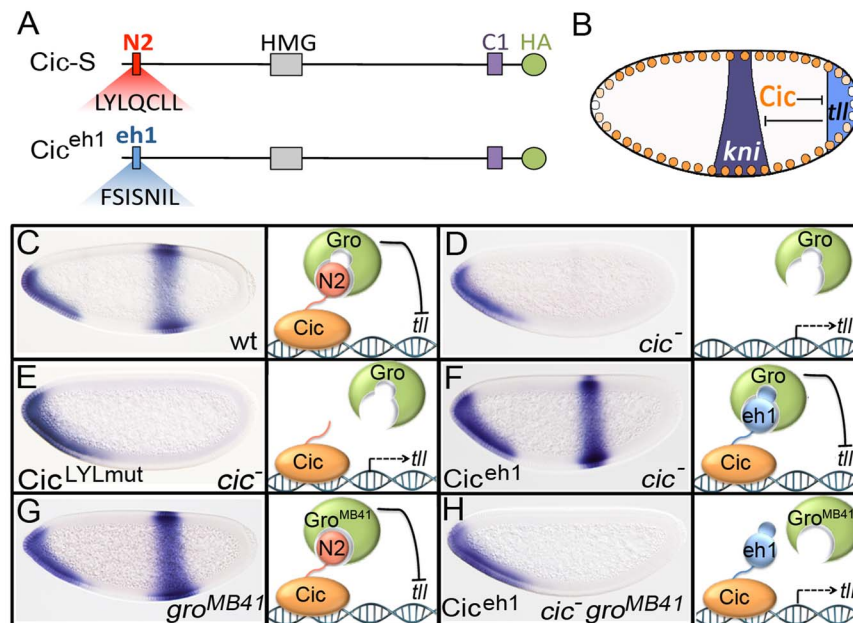 A
N2
HMG
C1
HA
Cic-S
LYLQCLL
eh1
Cic^eh1
FSISNIL
B
Cic
tll
kni
C
wt
Gro
N2
Cic
tll
D
cic^-
Gro
tll
E
Cic^LYLmut
cic^-
Gro
Cic
tll
F
Cic^eh1
cic^-
Gro
eh1
Cic
tll
G
gro^MB41
Gro^MB41
N2
Cic
tll
H
Cic^eh1
cic^- gro^MB41
Gro^MB41
eh1
Cic
tll